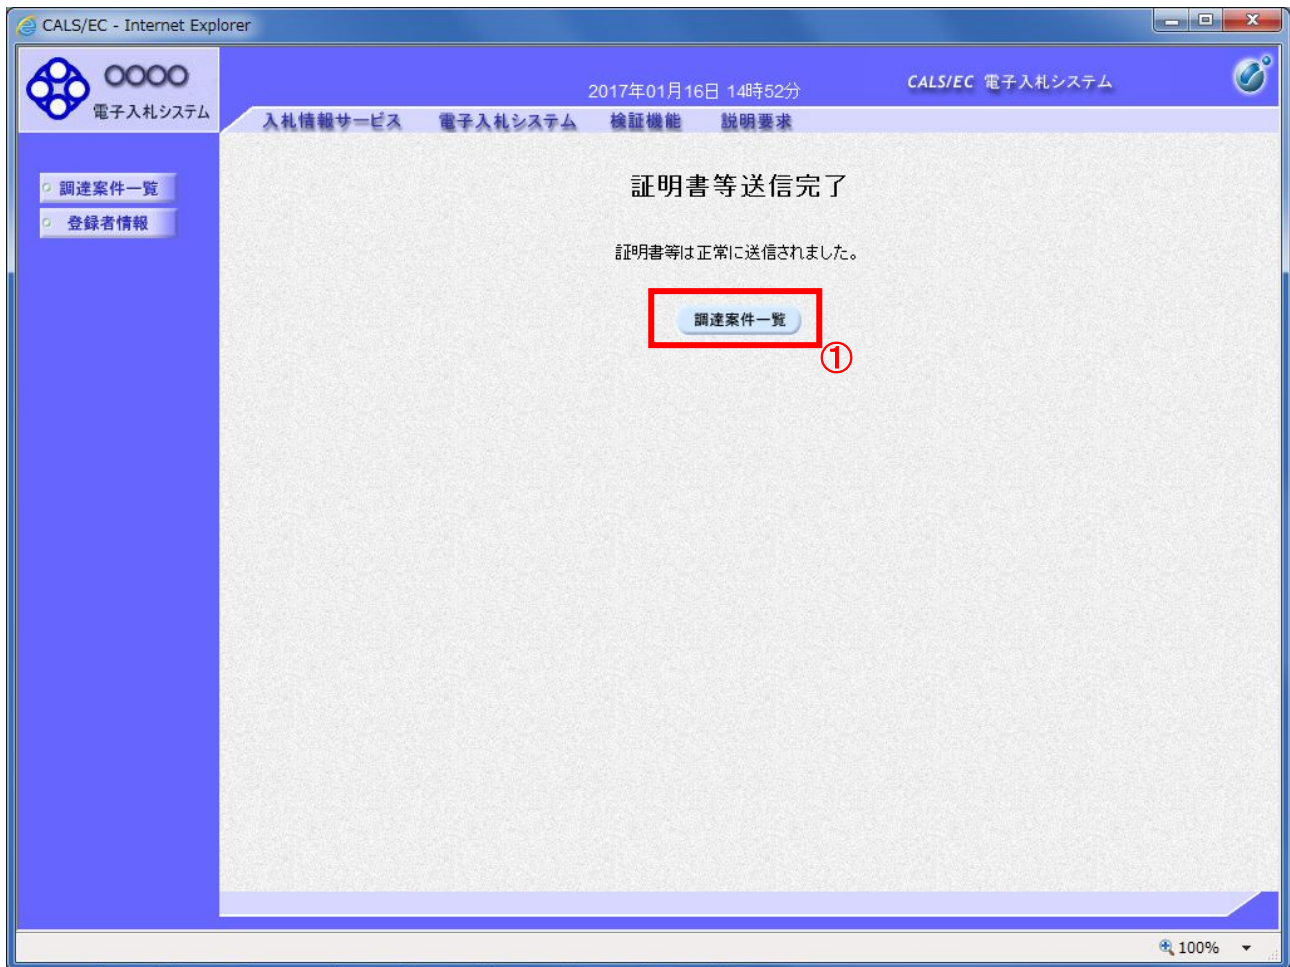 CALS/EC - Internet Explorer
〇〇〇〇
電子入札システム
2017年01月16日 14時52分
CALS/EC 電子入札システム
入札情報サービス 電子入札システム 検証機能 説明要求
調達案件一覧
登録者情報
証明書等送信完了
証明書等は正常に送信されました。
調達案件一覧
①
100%